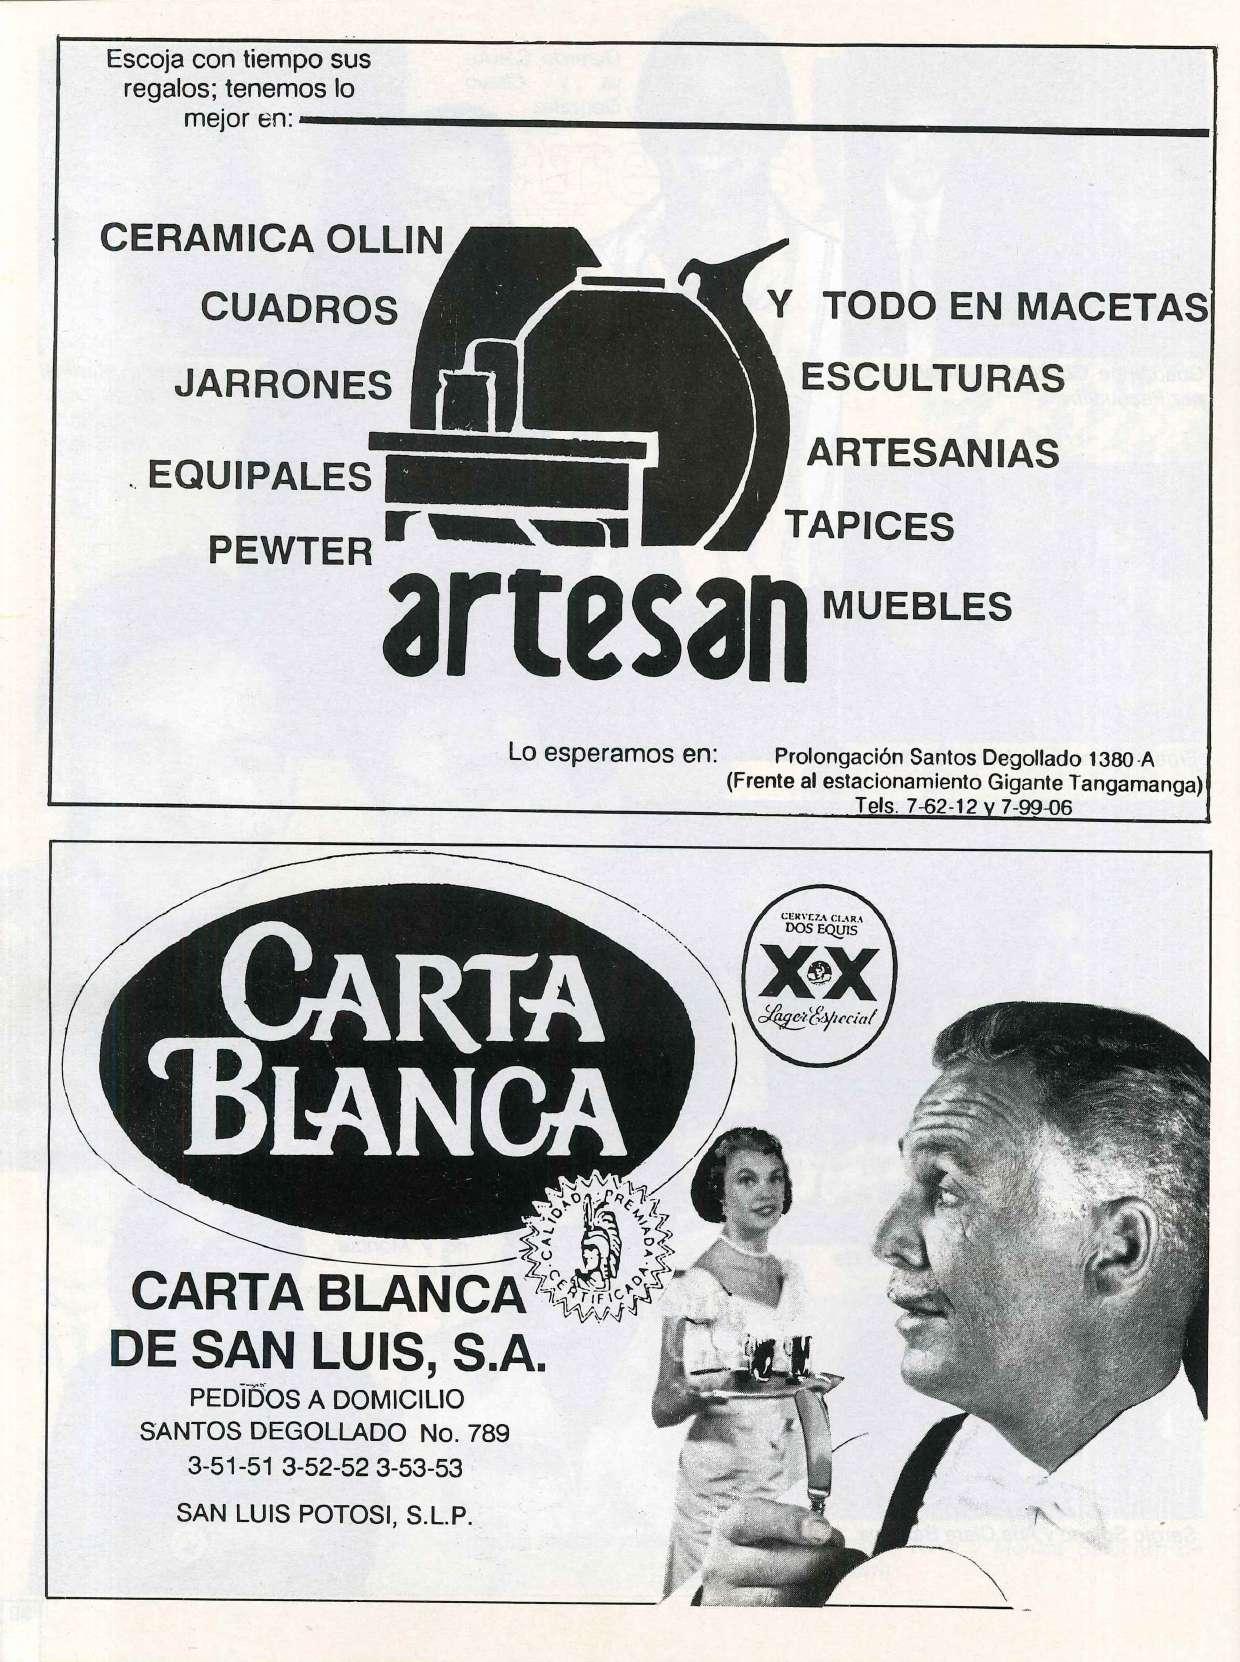 Escoja con tiempo sus
regalos; tenemos lo
mejor en:
CERAMICA OLLIN
CUADROS
JARRONES
EQUIPALES
PEWTER
Y TODO EN MACETAS
ESCULTURAS
ARTESANIAS
TAPICES
MUEBLES
artesan
Lo esperamos en:
Prolongación Santos Degollado 1380-A
(Frente al estacionamiento Gigante Tangamanga)
Tels. 7-62-12 y 7-99-06
CARTA
BLANCA
CALIDAD PREMIADA
CERTIFICADA
CERVEZA CLARA
DOS EQUIS
XX
Lager Especial
CARTA BLANCA
DE SAN LUIS, S.A.
PEDIDOS A DOMICILIO
SANTOS DEGOLLADO No. 789
3-51-51 3-52-52 3-53-53
SAN LUIS POTOSI, S.L.P.